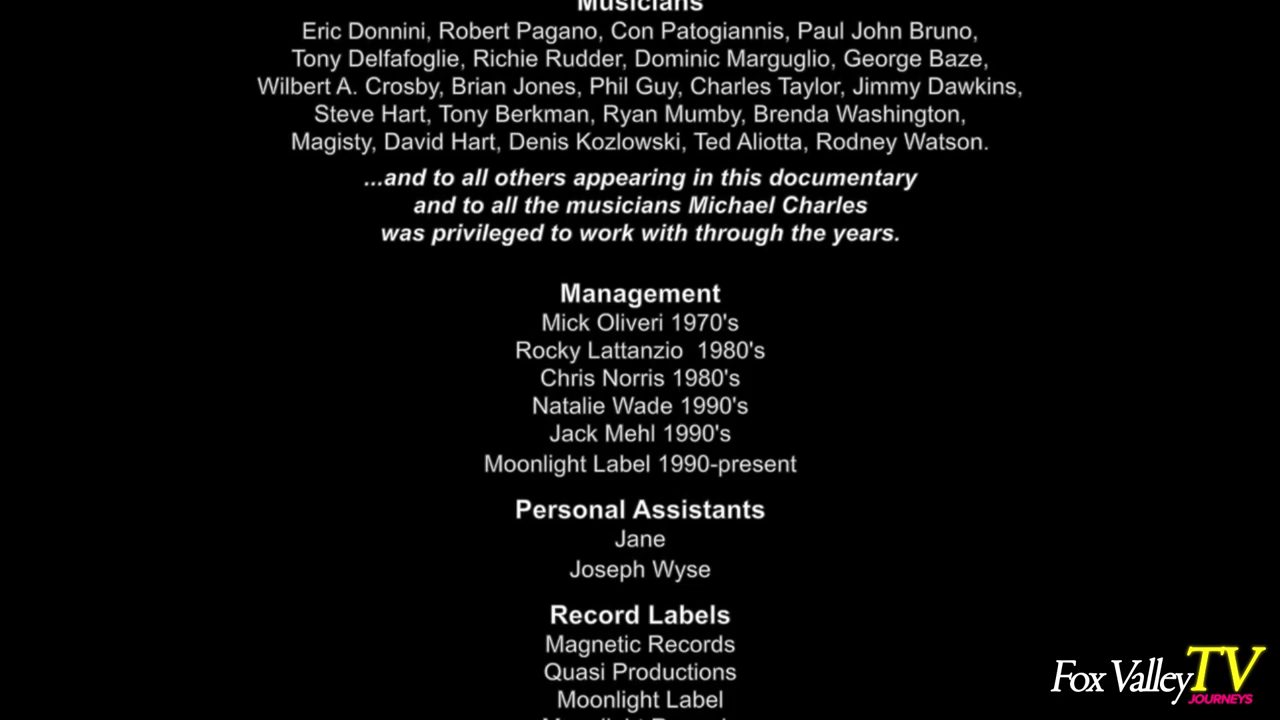 Musicians
Eric Donnini, Robert Pagano, Con Patogiannis, Paul John Bruno,
Tony Delfafoglie, Richie Rudder, Dominic Marguglio, George Baze,
Wilbert A. Crosby, Brian Jones, Phil Guy, Charles Taylor, Jimmy Dawkins,
Steve Hart, Tony Berkman, Ryan Mumby, Brenda Washington,
Magisty, David Hart, Denis Kozlowski, Ted Aliotta, Rodney Watson.
...and to all others appearing in this documentary
and to all the musicians Michael Charles
was privileged to work with through the years.
Management
Mick Oliveri 1970's
Rocky Lattanzio  1980's
Chris Norris 1980's
Natalie Wade 1990's
Jack Mehl 1990's
Moonlight Label 1990-present
Personal Assistants
Jane
Joseph Wyse
Record Labels
Magnetic Records
Quasi Productions
Moonlight Label
Fox Valley TV
JOURNEYS